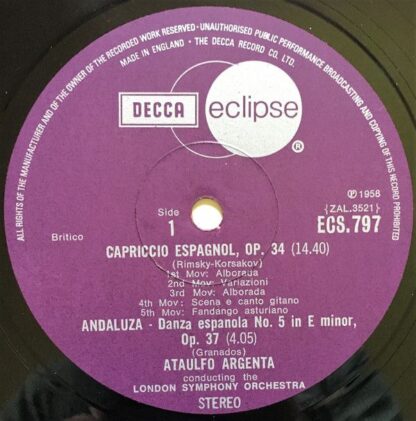 ALL RIGHTS OF THE MANUFACTURER AND OF THE OWNER OF THE RECORDED WORK RESERVED · UNAUTHORISED PUBLIC PERFORMANCE BROADCASTING AND COPYING OF THIS RECORD PROHIBITED
MADE IN ENGLAND · THE DECCA RECORD CO. LTD.
DECCA eclipse
®
Side
1
℗ 1958
(ZAL.3521)
ECS.797
Britico
CAPRICCIO ESPAGNOL, OP. 34 (14.40)
(Rimsky-Korsakov)
1st Mov: Alborada
2nd Mov: Variazioni
3rd Mov: Alborada
4th Mov: Scena e canto gitano
5th Mov: Fandango asturiano
ANDALUZA - Danza espanola No. 5 in E minor,
Op. 37 (4.05)
(Granados)
ATAULFO ARGENTA
conducting the
LONDON SYMPHONY ORCHESTRA
STEREO